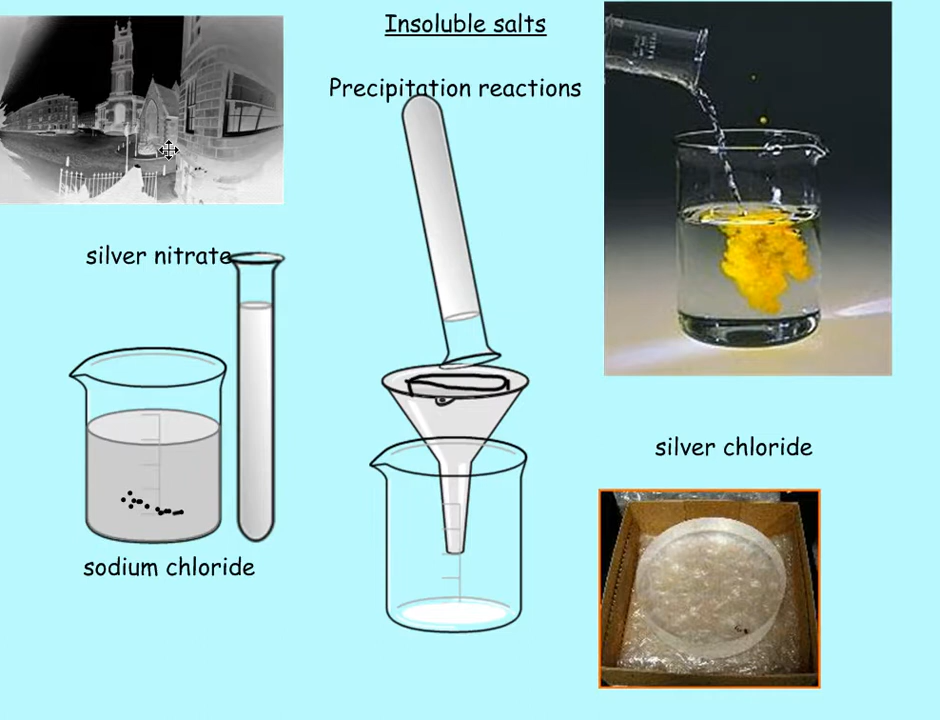 Insoluble salts
Precipitation reactions
silver nitrate
sodium chloride
silver chloride